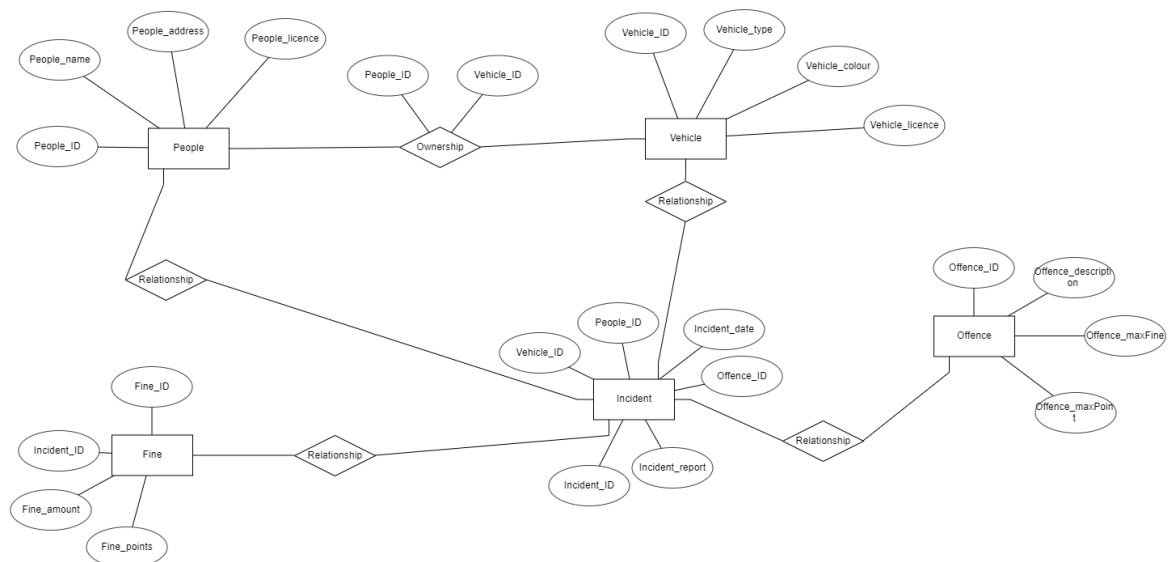 People_address
People_licence
People_name
People_ID
People
People_ID
Vehicle_ID
Ownership
Vehicle_ID
Vehicle_type
Vehicle_colour
Vehicle_licence
Vehicle
Relationship
Relationship
Offence_ID
Offence_descripti
on
Offence_maxFine
Offence_maxPoin
t
Offence
People_ID
Incident_date
Vehicle_ID
Offence_ID
Incident
Incident_report
Incident_ID
Relationship
Fine_ID
Incident_ID
Fine
Fine_amount
Fine_points
Relationship